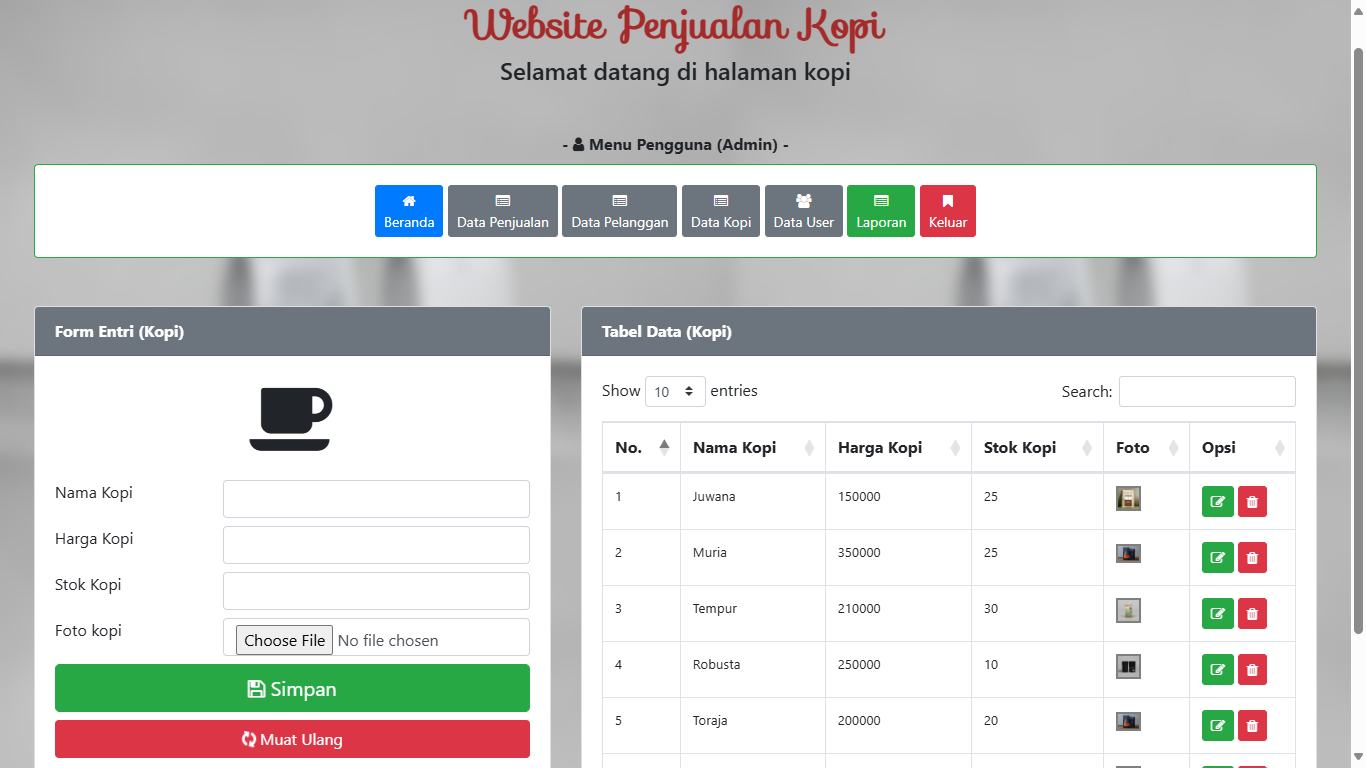 Website Penjualan Kopi
Selamat datang di halaman kopi
- Menu Pengguna (Admin) -
Beranda
Data Penjualan
Data Pelanggan
Data Kopi
Data User
Laporan
Keluar
Form Entri (Kopi)
Nama Kopi
Harga Kopi
Stok Kopi
Foto kopi
Choose File No file chosen
Simpan
Muat Ulang
Tabel Data (Kopi)
Show 10 entries
Search:
No. Nama Kopi Harga Kopi Stok Kopi Foto Opsi
1 Juwana 150000 25
2 Muria 350000 25
3 Tempur 210000 30
4 Robusta 250000 10
5 Toraja 200000 20